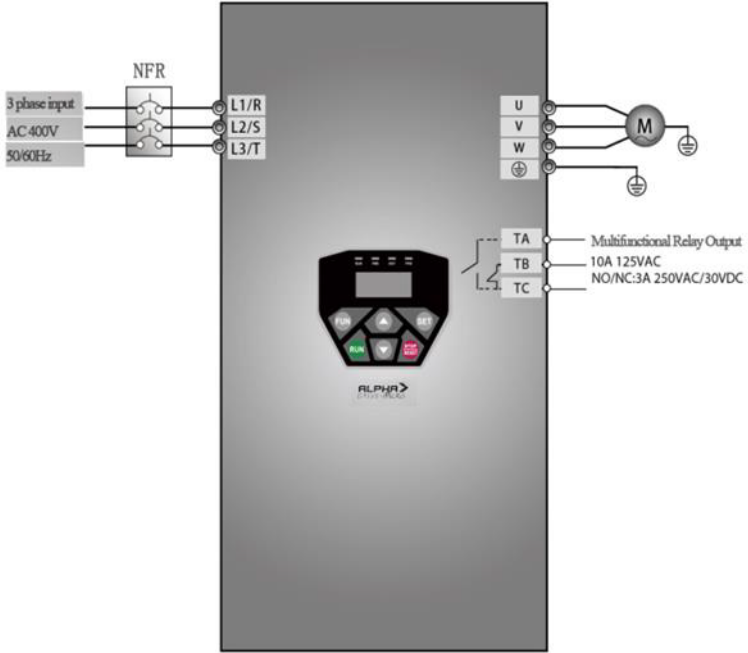 NFR
3 phase input
AC 400V
50/60Hz
L1/R
L2/S
L3/T
U
V
W
M
TA
TB
TC
Multifunctional Relay Output
10A 125VAC
NO/NC:3A 250VAC/30VDC
FUN
SET
RUN
STOP
RESET
ALPHA